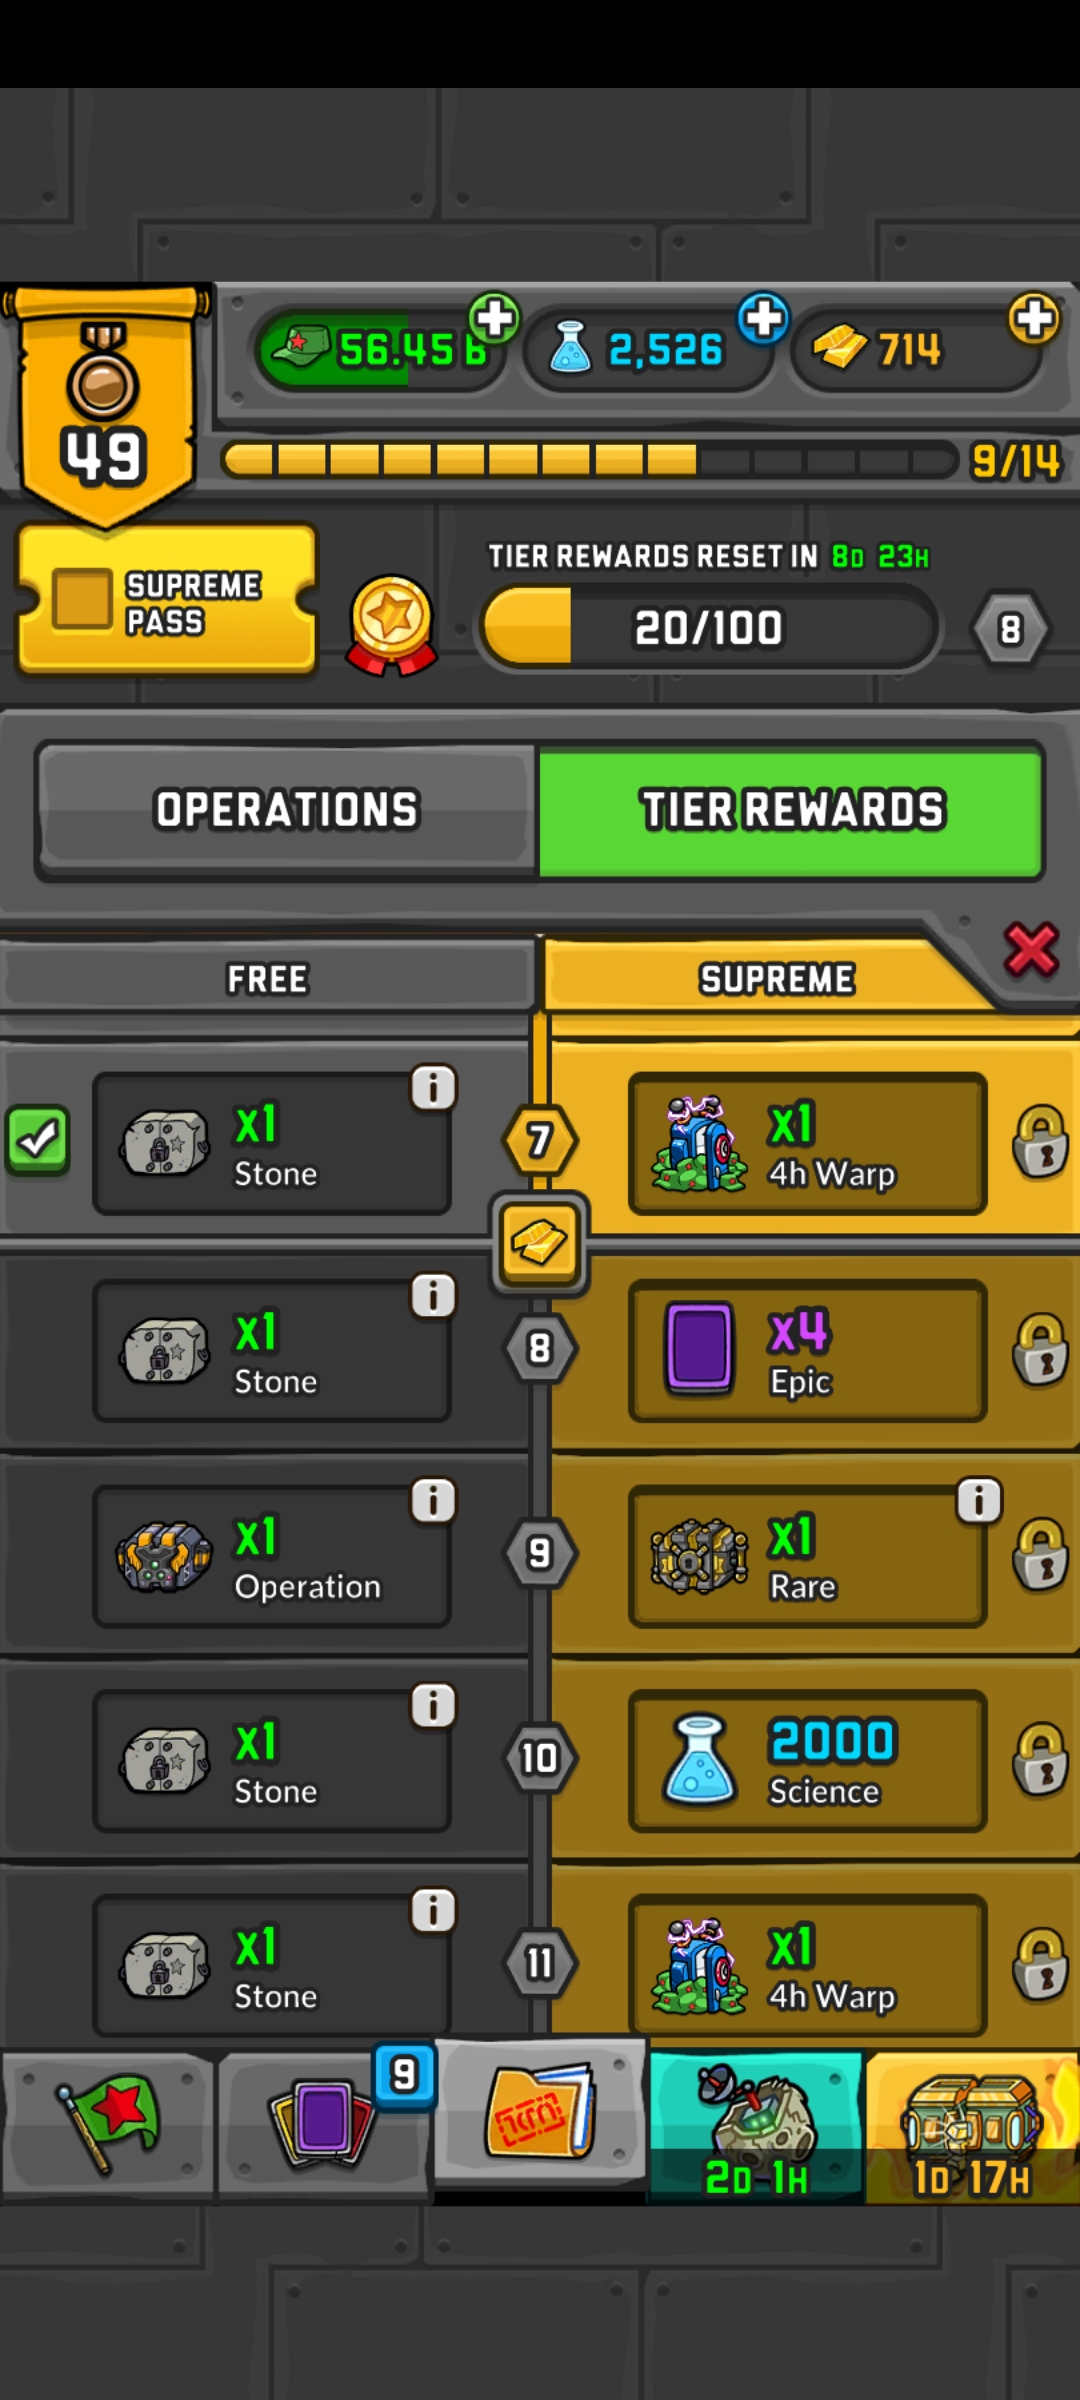 56.45 B
2,526
714
49
9/14
TIER REWARDS RESET IN 8D 23H
SUPREME
PASS
20/100
8
OPERATIONS
TIER REWARDS
FREE
SUPREME
x1
Stone
7
x1
4h Warp
x1
Stone
8
x4
Epic
x1
Operation
9
x1
Rare
x1
Stone
10
2000
Science
x1
Stone
11
x1
4h Warp
9
2D 1H
1D 17H